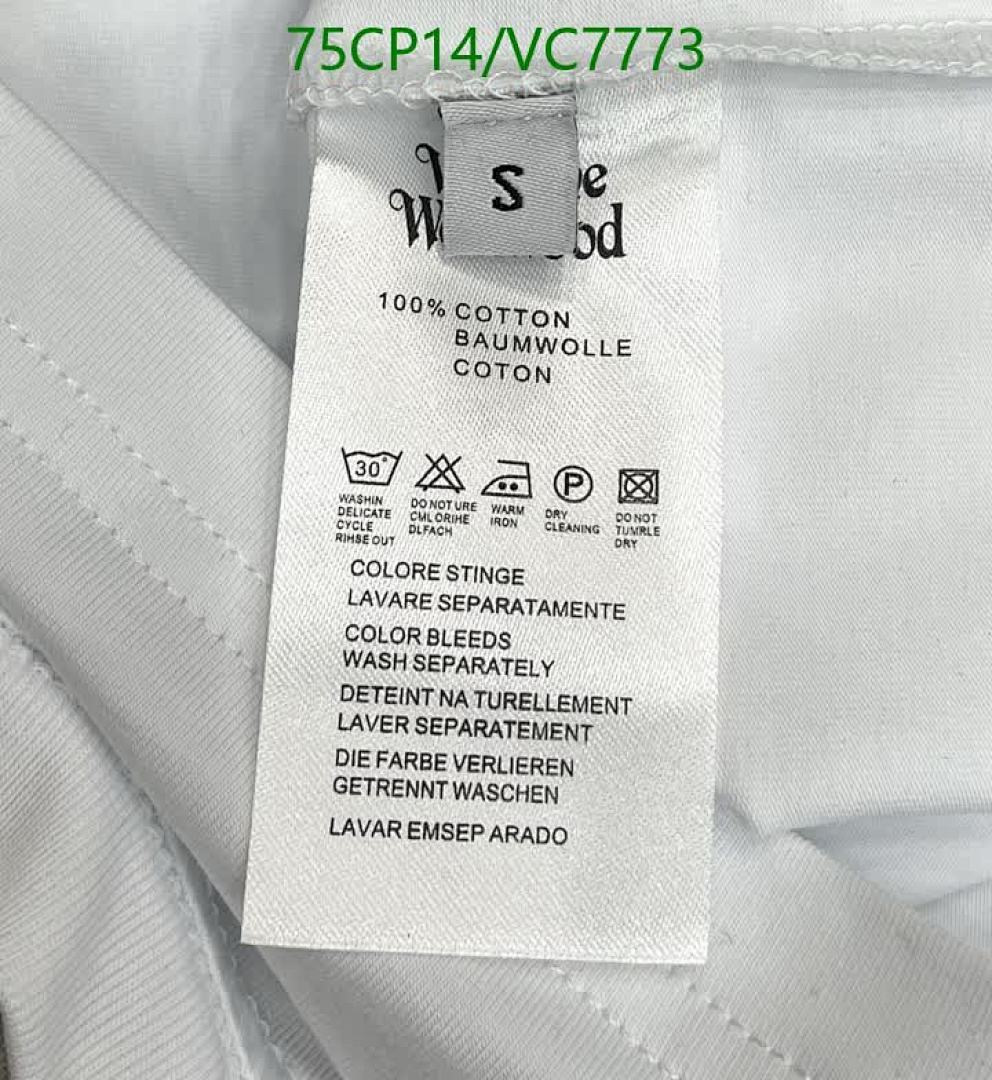 75CP14/VC7773
S
100% COTTON
BAUMWOLLE
COTON
30°
P
WASHIN
DELICATE
CYCLE
RIHSE OUT
DO NOT URE
CML ORIHE
DLFACH
WARM
IRON
DRY
CLEANING
DO NOT
TUMRLE
DRY
COLORE STINGE
LAVARE SEPARATAMENTE
COLOR BLEEDS
WASH SEPARATELY
DETEINT NA TURELLEMENT
LAVER SEPARATEMENT
DIE FARBE VERLIEREN
GETRENNT WASCHEN
LAVAR EMSEP ARADO